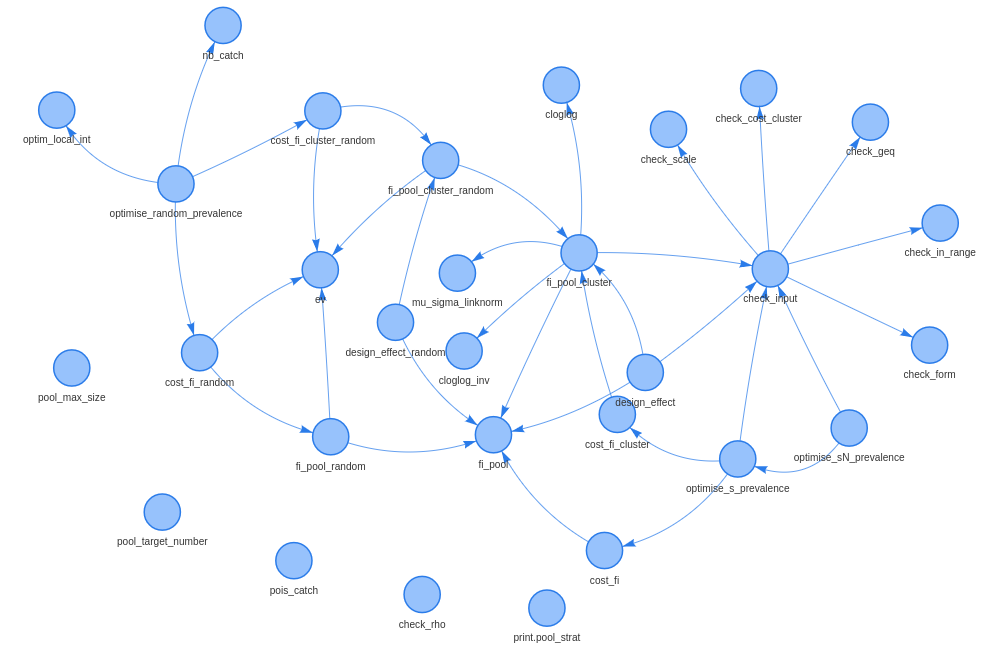 nb_catch
cloglog
check_cost_cluster
optim_local_int
cost_fi_cluster_random
check_scale
check_geq
fi_pool_cluster_random
optimise_random_prevalence
check_in_range
fi_pool_cluster
ev
mu_sigma_linknorm
check_input
design_effect_random
cloglog_inv
check_form
cost_fi_random
pool_max_size
design_effect
cost_fi_cluster
optimise_sN_prevalence
fi_pool_random
fi_pool
optimise_s_prevalence
pool_target_number
cost_fi
pois_catch
check_rho
print.pool_strat